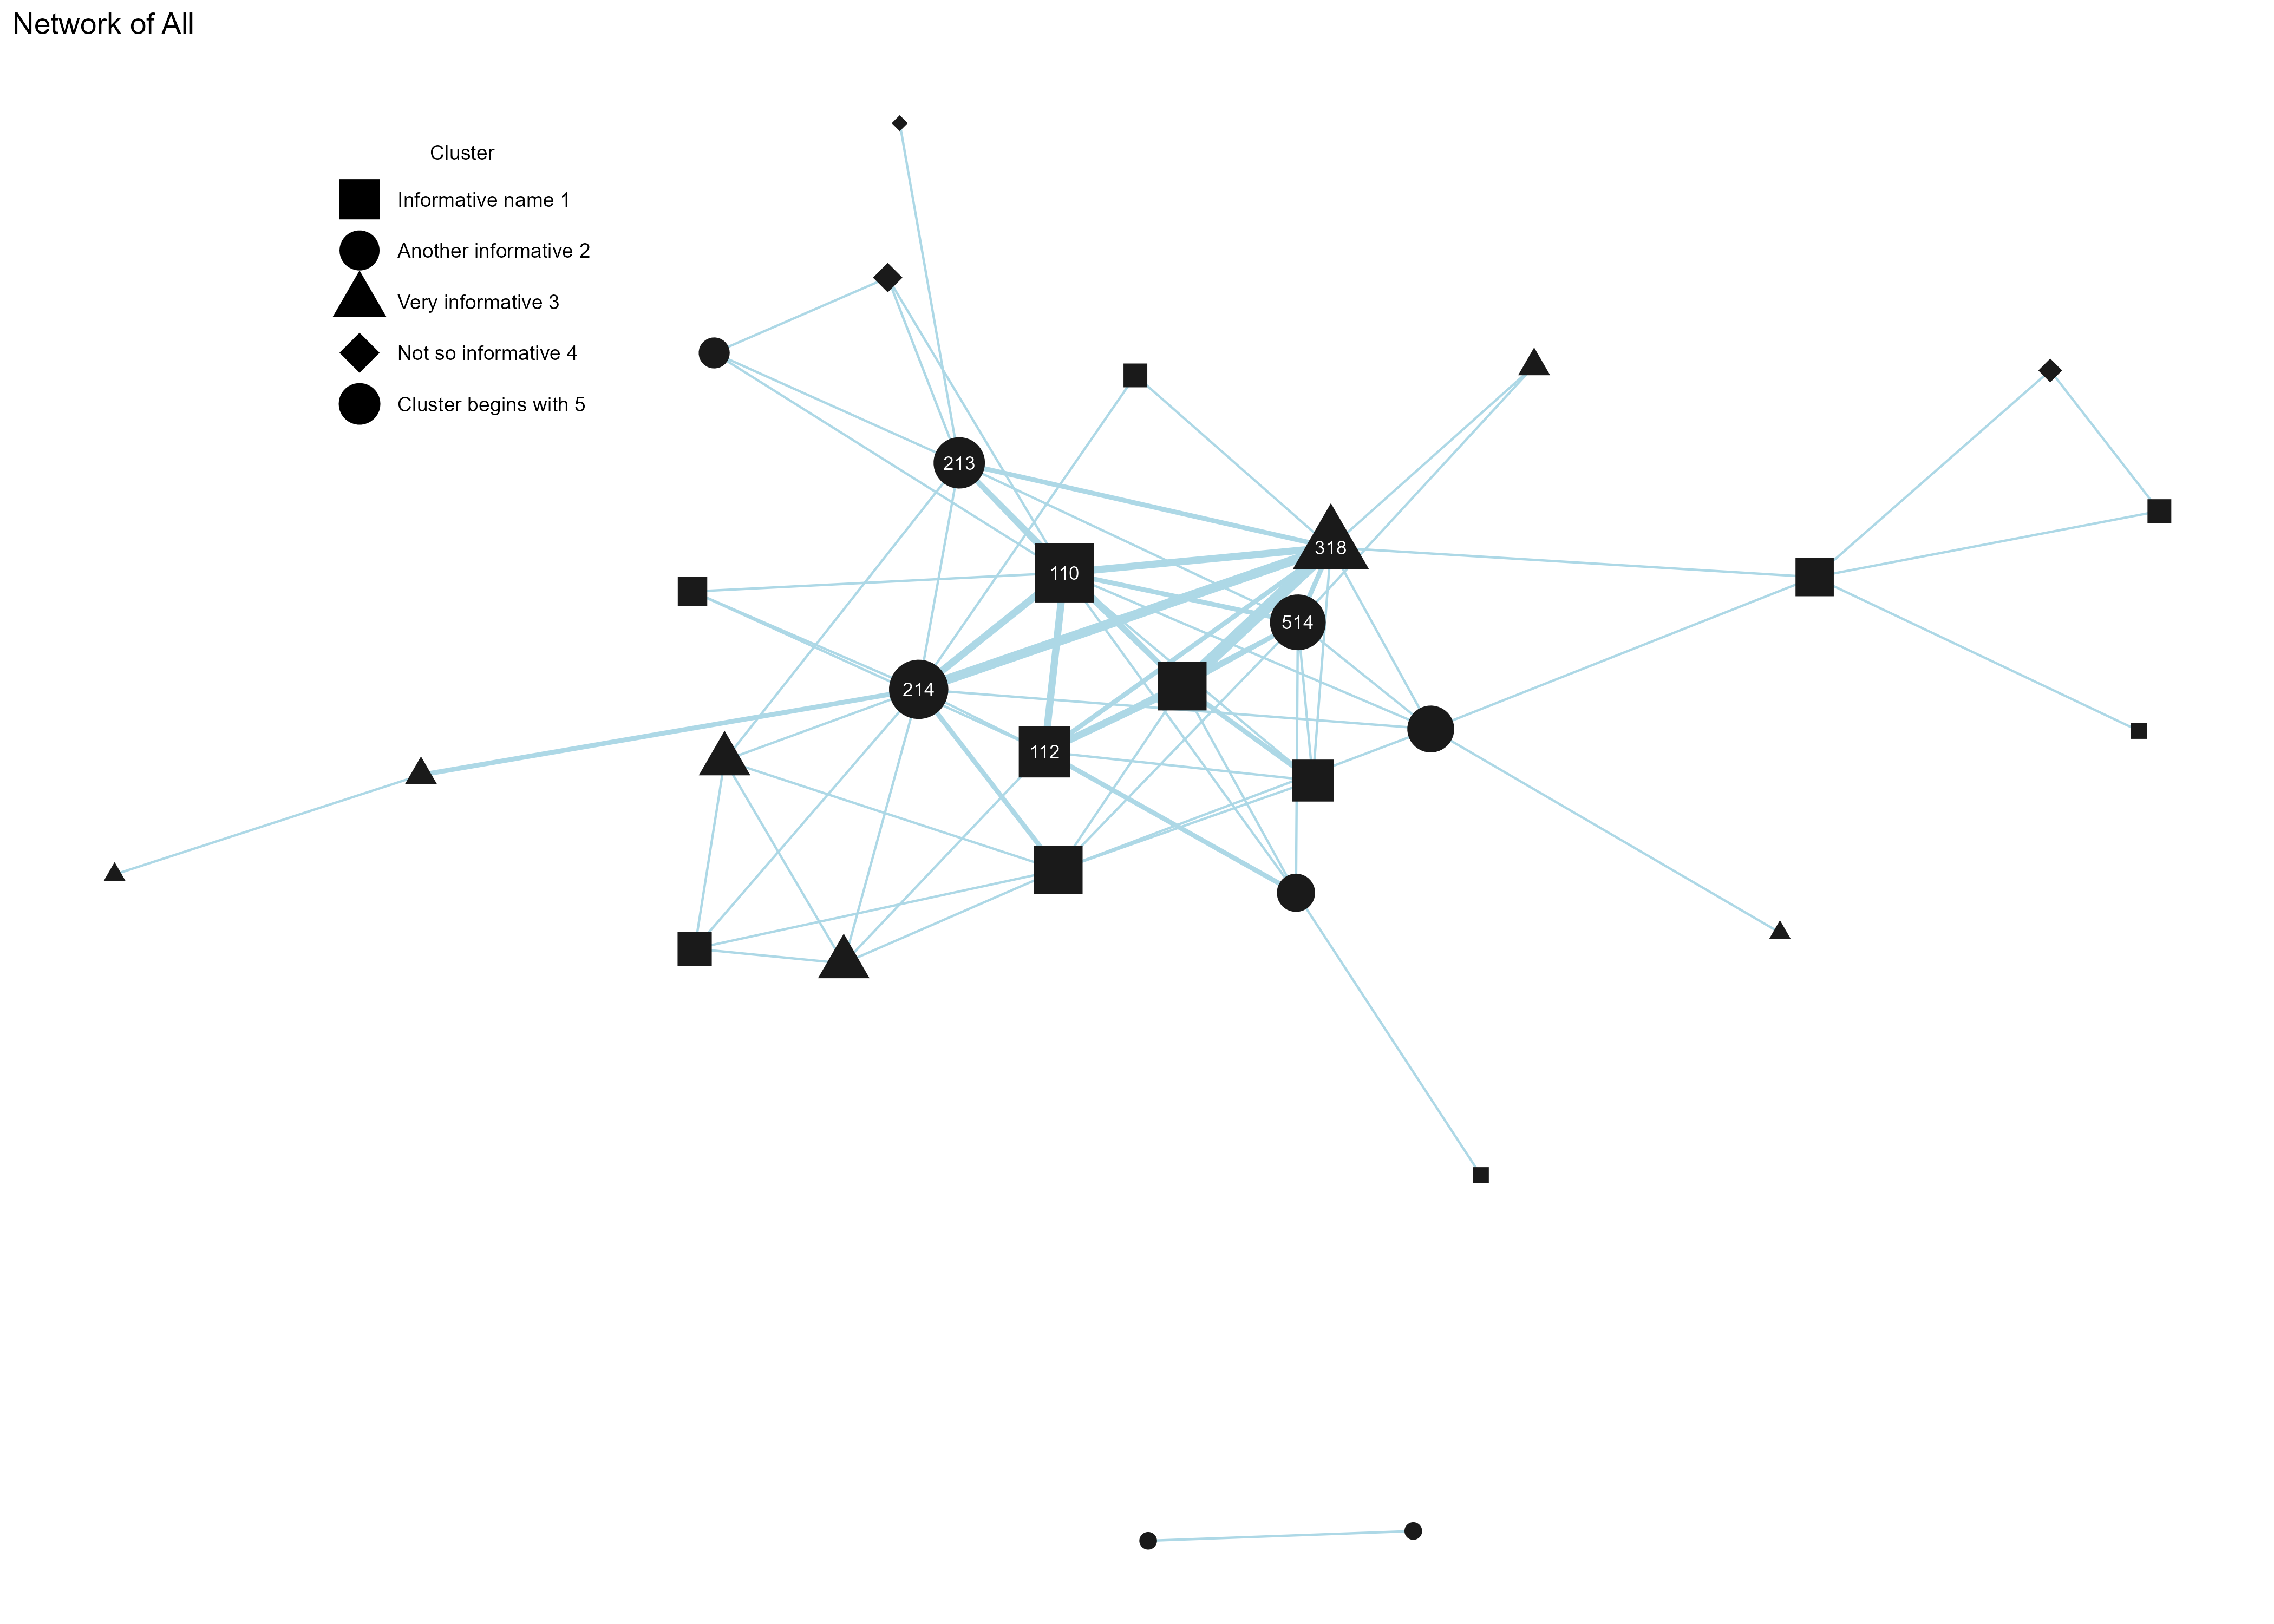 Network of All
Cluster
Informative name 1
Another informative 2
Very informative 3
Not so informative 4
Cluster begins with 5
213
318
110
514
214
112